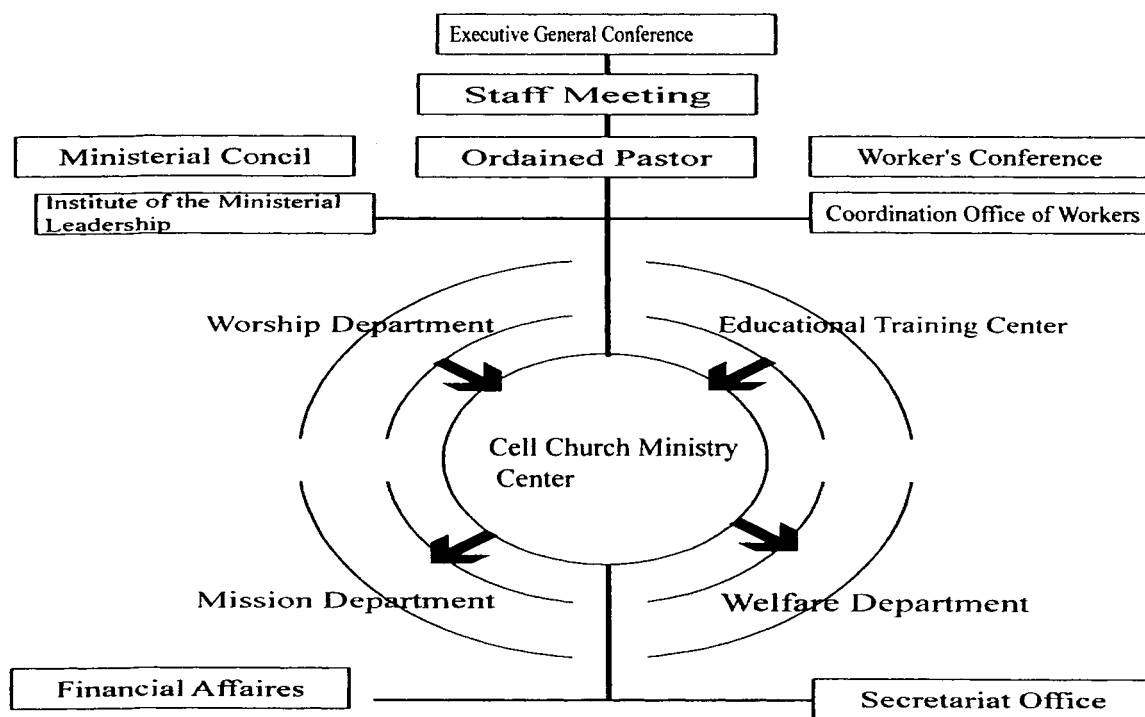 Executive General Conference
Staff Meeting
Ministerial Concil
Ordained Pastor
Worker's Conference
Institute of the Ministerial
Leadership
Coordination Office of Workers
Worship Department
Educational Training Center
Cell Church Ministry
Center
Mission Department
Welfare Department
Financial Affaires
Secretariat Office